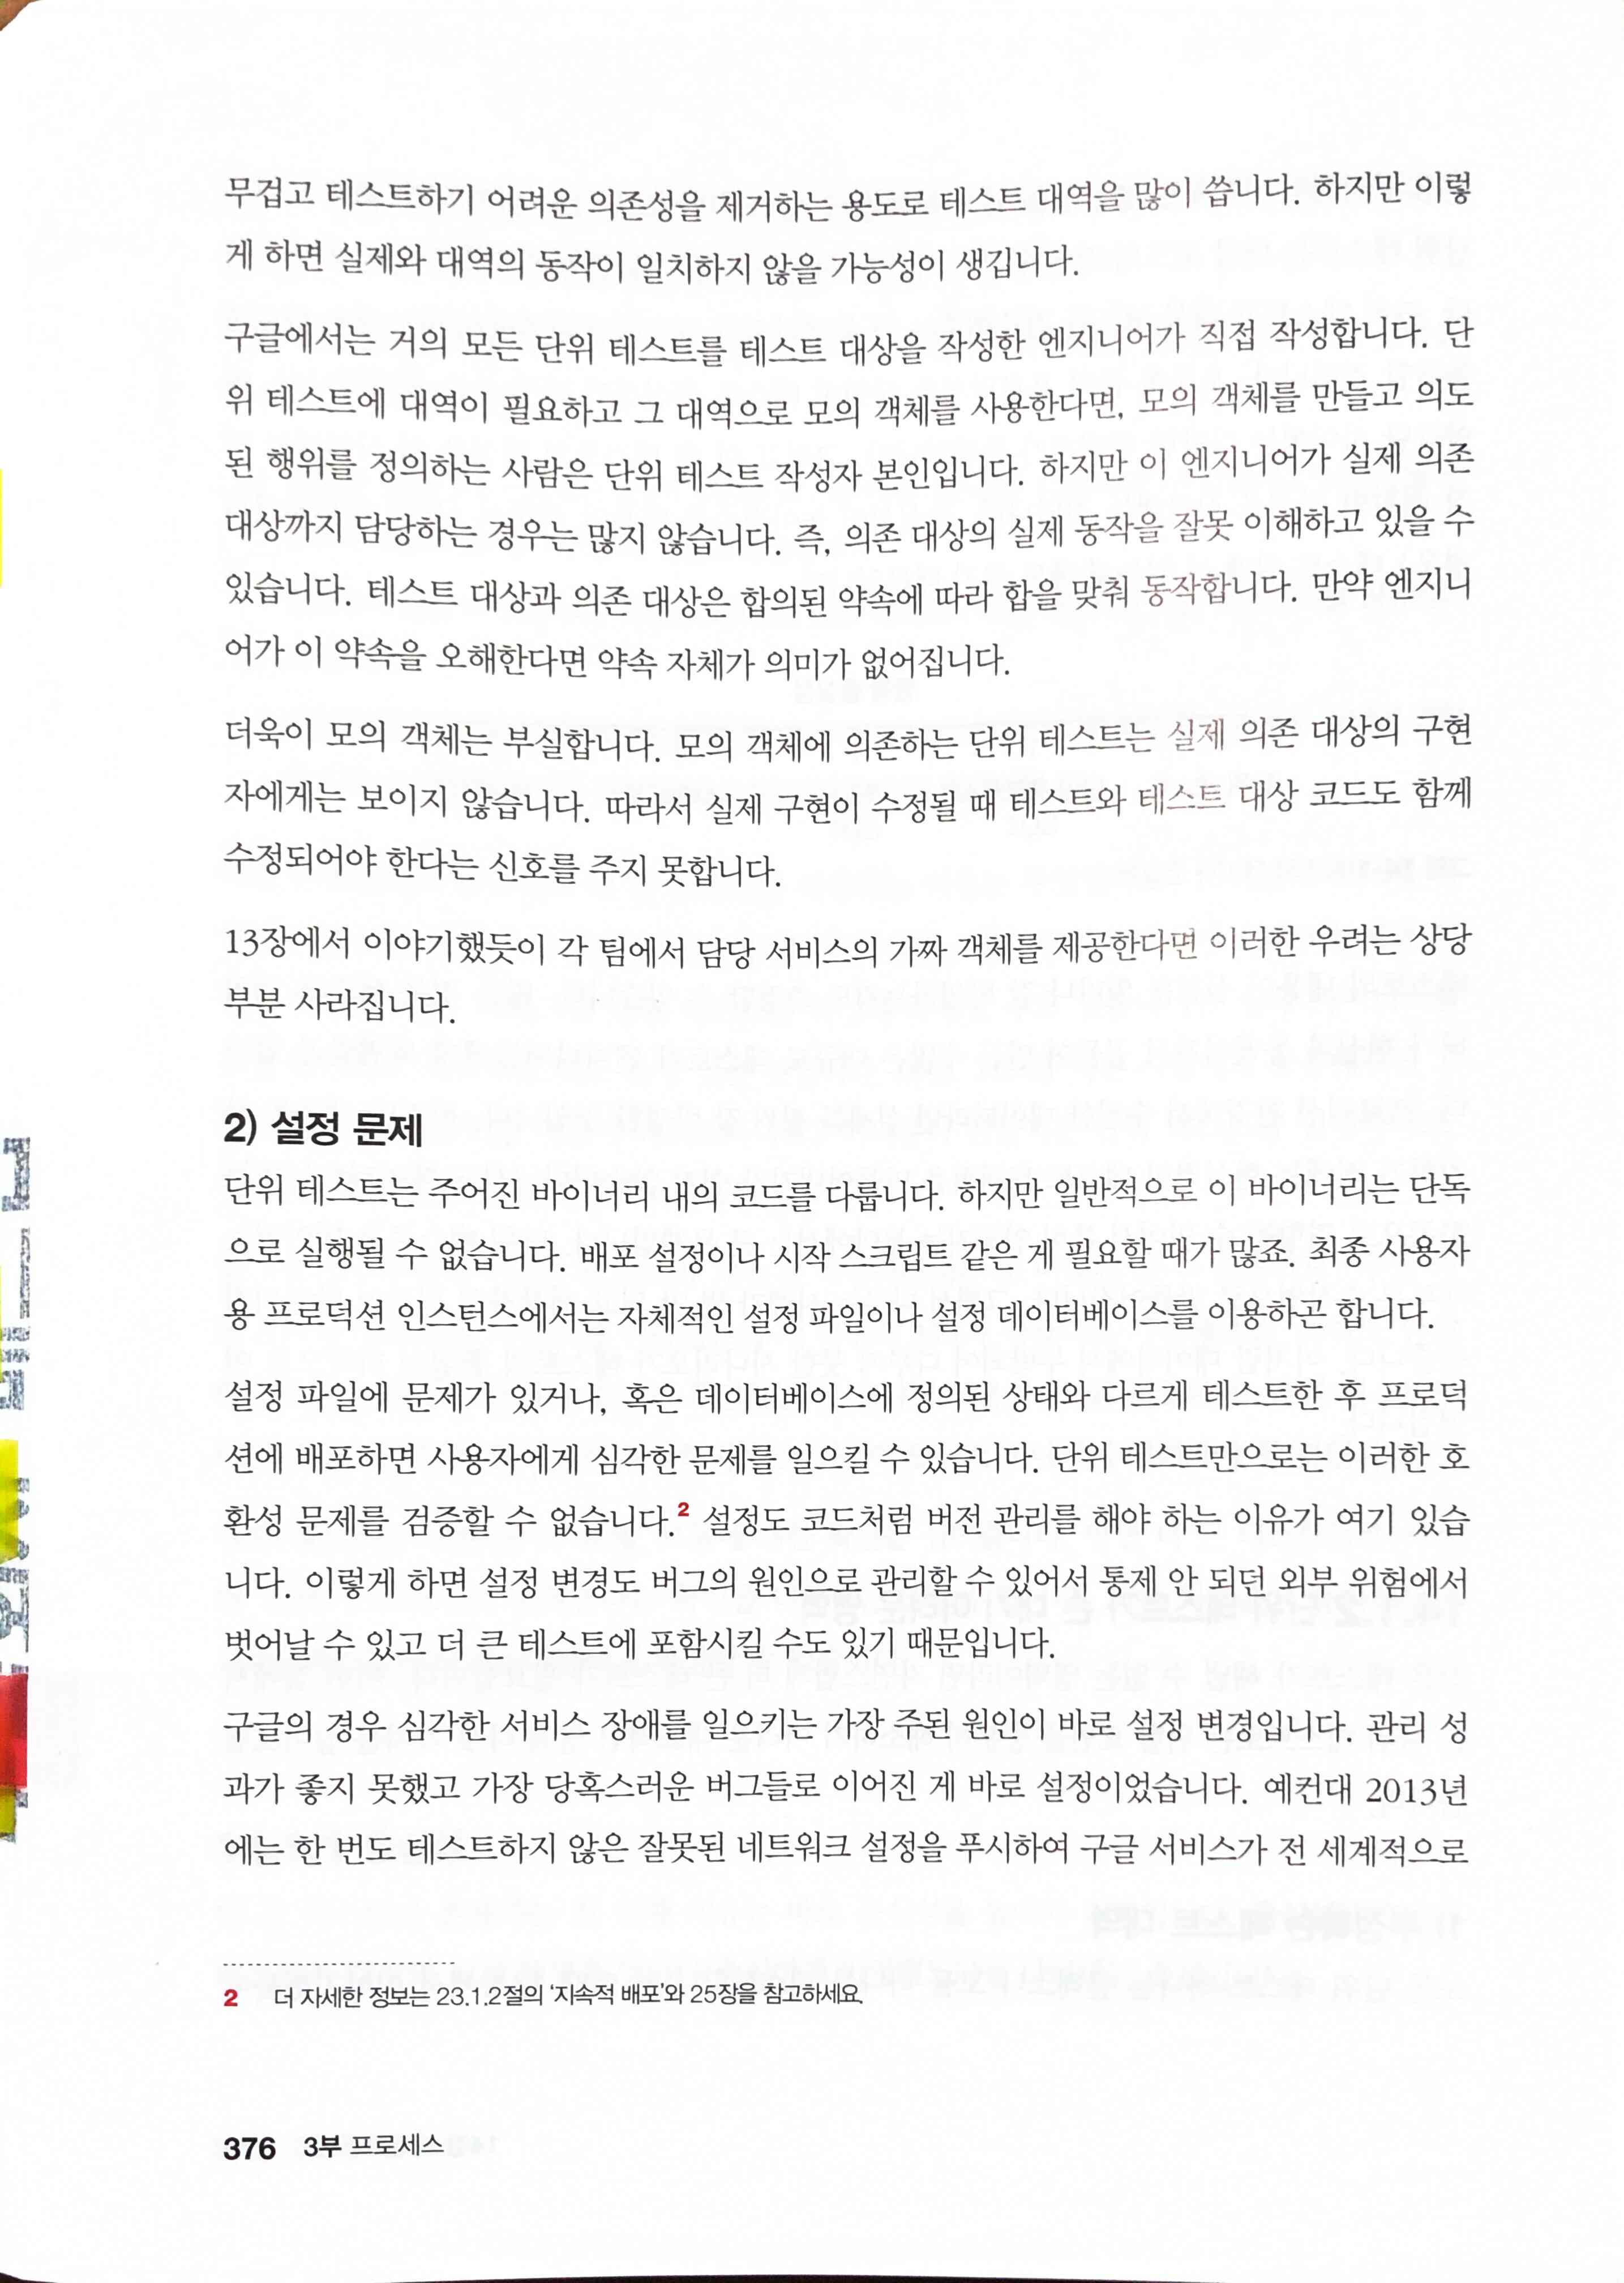 무겁고 테스트하기 어려운 의존성을 제거하는 용도로 테스트 대역을 많이 씁니다. 하지만 이렇
게 하면 실제와 대역의 동작이 일치하지 않을 가능성이 생깁니다.
구글에서는 거의 모든 단위 테스트를 테스트 대상을 작성한 엔지니어가 직접 작성합니다. 단
위 테스트에 대역이 필요하고 그 대역으로 모의 객체를 사용한다면, 모의 객체를 만들고 의도
된 행위를 정의하는 사람은 단위 테스트 작성자 본인입니다. 하지만 이 엔지니어가 실제 의존
대상까지 담당하는 경우는 많지 않습니다. 즉, 의존 대상의 실제 동작을 잘못 이해하고 있을 수
있습니다. 테스트 대상과 의존 대상은 합의된 약속에 따라 합을 맞춰 동작합니다. 만약 엔지니
어가 이 약속을 오해한다면 약속 자체가 의미가 없어집니다.
더욱이 모의 객체는 부실합니다. 모의 객체에 의존하는 단위 테스트는 실제 의존 대상의 구현
자에게는 보이지 않습니다. 따라서 실제 구현이 수정될 때 테스트와 테스트 대상 코드도 함께
수정되어야 한다는 신호를 주지 못합니다.
13장에서 이야기했듯이 각 팀에서 담당 서비스의 가짜 객체를 제공한다면 이러한 우려는 상당
부분 사라집니다.
2) 설정 문제
단위 테스트는 주어진 바이너리 내의 코드를 다룹니다. 하지만 일반적으로 이 바이너리는 단독
으로 실행될 수 없습니다. 배포 설정이나 시작 스크립트 같은 게 필요할 때가 많죠. 최종 사용자
용 프로덕션 인스턴스에서는 자체적인 설정 파일이나 설정 데이터베이스를 이용하곤 합니다.
설정 파일에 문제가 있거나, 혹은 데이터베이스에 정의된 상태와 다르게 테스트한 후 프로덕
션에 배포하면 사용자에게 심각한 문제를 일으킬 수 있습니다. 단위 테스트만으로는 이러한 호
환성 문제를 검증할 수 없습니다.2 설정도 코드처럼 버전 관리를 해야 하는 이유가 여기 있습
니다. 이렇게 하면 설정 변경도 버그의 원인으로 관리할 수 있어서 통제 안 되던 외부 위험에서
벗어날 수 있고 더 큰 테스트에 포함시킬 수도 있기 때문입니다.
구글의 경우 심각한 서비스 장애를 일으키는 가장 주된 원인이 바로 설정 변경입니다. 관리 성
과가 좋지 못했고 가장 당혹스러운 버그들로 이어진 게 바로 설정이었습니다. 예컨대 2013년
에는 한 번도 테스트하지 않은 잘못된 네트워크 설정을 푸시하여 구글 서비스가 전 세계적으로
2 더 자세한 정보는 23.1.2절의 '지속적 배포'와 25장을 참고하세요.
376 3부 프로세스